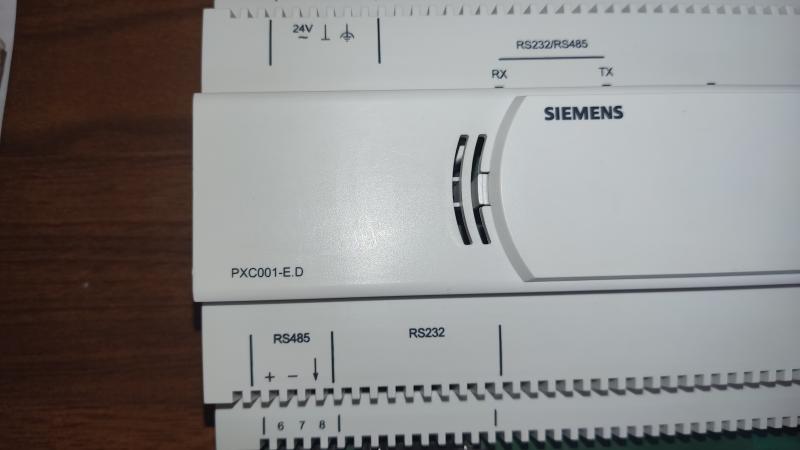 24V
~ ⊥ ⏚
RS232/RS485
RX TX
SIEMENS
PXC001-E.D
RS485 RS232
+ − ↓
6 7 8